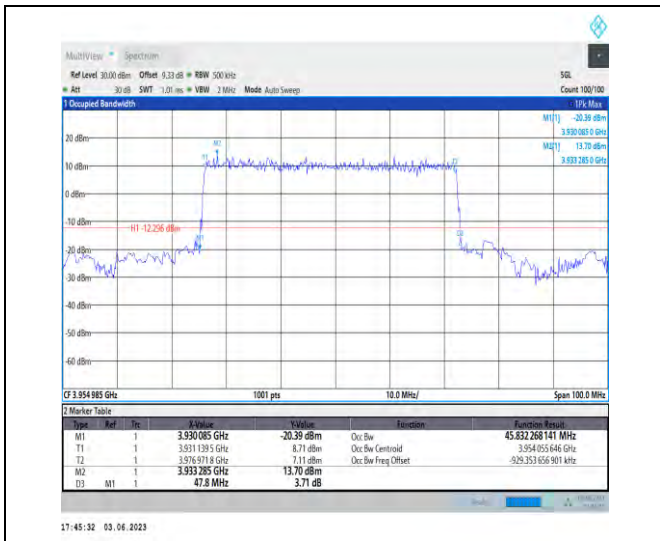 MultiView Spectrum
Ref Level 30.00 dBm Offset 9.33 dB RBW 500 kHz SGL
Att 30 dB SWT 1.01 ms VBW 2 MHz Mode Auto Sweep Count 100/100
1 Occupied Bandwidth 1Pk Max
M1[1] -20.39 dBm
3.930 085 0 GHz
M2[1] 13.70 dBm
3.933 285 0 GHz
20 dBm
M2
T1 T2
10 dBm
0 dBm
-10 dBm
H1 -12.296 dBm
M1 D3
-20 dBm
-30 dBm
-40 dBm
-50 dBm
-60 dBm
CF 3.954 985 GHz 1001 pts 10.0 MHz/ Span 100.0 MHz
2 Marker Table
Type Ref Trc X-Value Y-Value Function Function Result
M1 1 3.930 085 GHz -20.39 dBm Occ Bw 45.832 268 141 MHz
T1 1 3.931 139 5 GHz 8.71 dBm Occ Bw Centroid 3.954 055 646 GHz
T2 1 3.976 971 8 GHz 7.11 dBm Occ Bw Freq Offset -929.353 656 901 kHz
M2 1 3.933 285 GHz 13.70 dBm
D3 M1 1 47.8 MHz 3.71 dB
17:45:32 03.06.2023